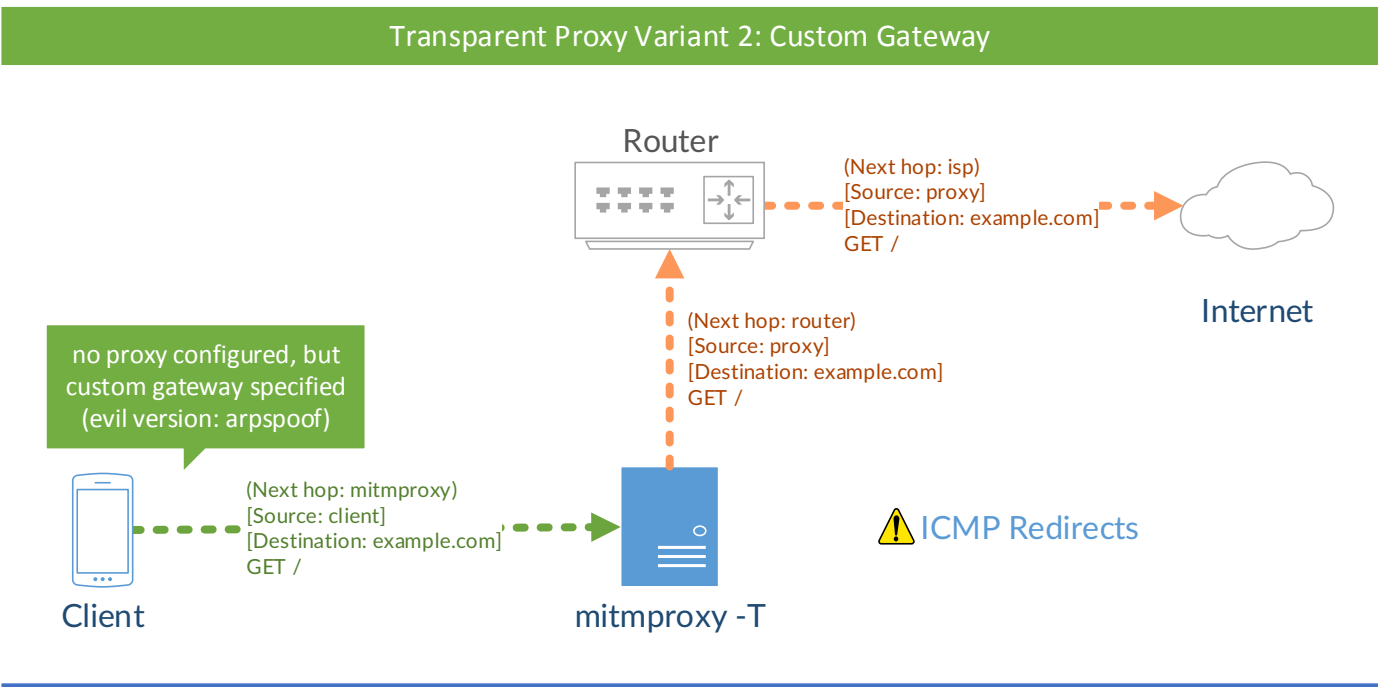 Transparent Proxy Variant 2: Custom Gateway
Router
(Next hop: isp)
[Source: proxy]
[Destination: example.com]
GET /
Internet
(Next hop: router)
[Source: proxy]
[Destination: example.com]
GET /
no proxy configured, but
custom gateway specified
(evil version: arpspoof)
(Next hop: mitmproxy)
[Source: client]
[Destination: example.com]
GET /
ICMP Redirects
Client
mitmproxy -T